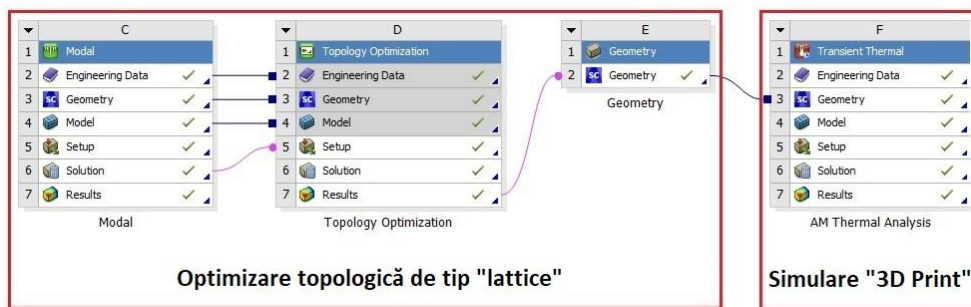 C
1 Modal
2 Engineering Data
3 Geometry
4 Model
5 Setup
6 Solution
7 Results
Modal
D
1 Topology Optimization
2 Engineering Data
3 Geometry
4 Model
5 Setup
6 Solution
7 Results
Topology Optimization
E
1 Geometry
2 SC Geometry
Geometry
Optimizare topologică de tip "lattice"
F
1 Transient Thermal
2 Engineering Data
3 SC Geometry
4 Model
5 Setup
6 Solution
7 Results
AM Thermal Analysis
Simulare "3D Print"